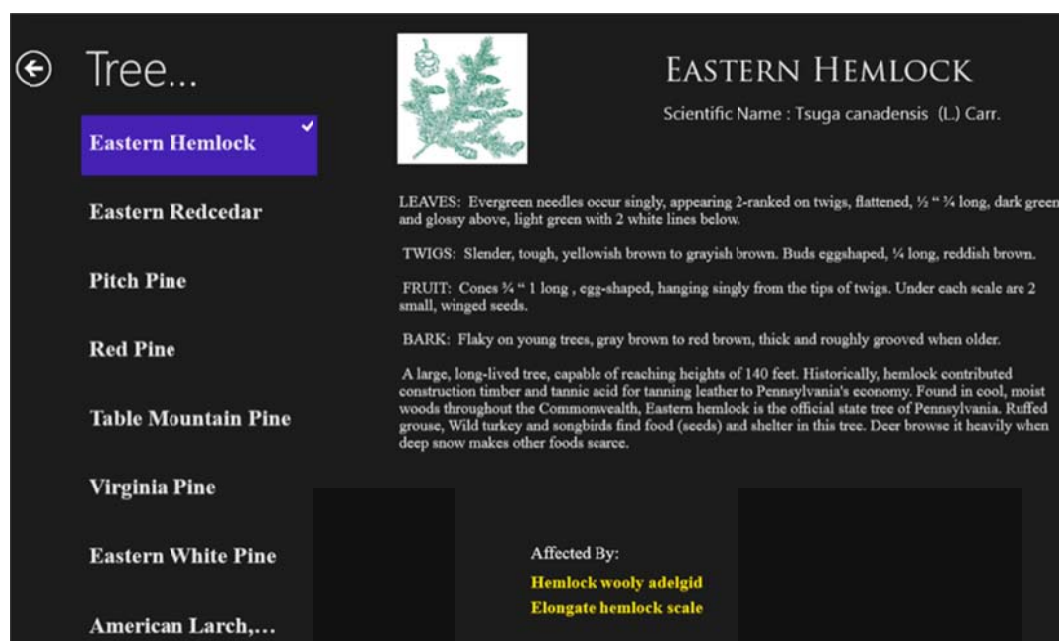 Tree...
Eastern Hemlock
Eastern Redcedar
Pitch Pine
Red Pine
Table Mountain Pine
Virginia Pine
Eastern White Pine
American Larch,...
EASTERN HEMLOCK
Scientific Name : Tsuga canadensis (L.) Carr.
LEAVES: Evergreen needles occur singly, appearing 2-ranked on twigs, flattened, ½ “ ¾ long, dark green
and glossy above, light green with 2 white lines below.
TWIGS: Slender, tough, yellowish brown to grayish brown. Buds eggshaped, ¼ long, reddish brown.
FRUIT: Cones ¾ “ 1 long , egg-shaped, hanging singly from the tips of twigs. Under each scale are 2
small, winged seeds.
BARK: Flaky on young trees, gray brown to red brown, thick and roughly grooved when older.
A large, long-lived tree, capable of reaching heights of 140 feet. Historically, hemlock contributed
construction timber and tannic acid for tanning leather to Pennsylvania's economy. Found in cool, moist
woods throughout the Commonwealth, Eastern hemlock is the official state tree of Pennsylvania. Ruffed
grouse, Wild turkey and songbirds find food (seeds) and shelter in this tree. Deer browse it heavily when
deep snow makes other foods scarce.
Affected By:
Hemlock wooly adelgid
Elongate hemlock scale